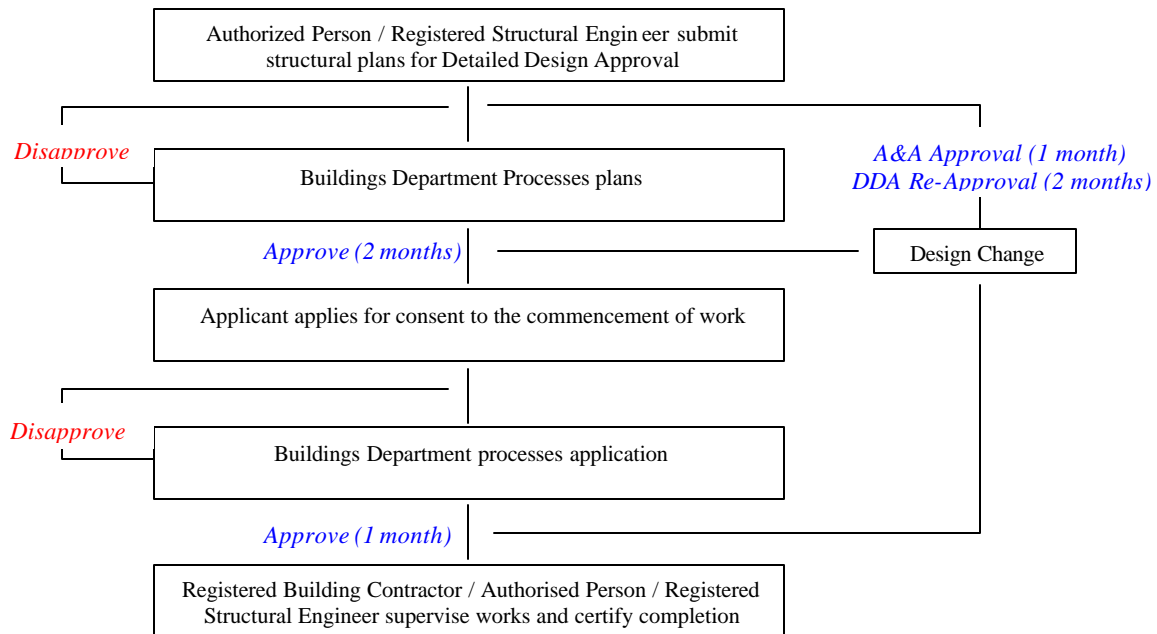 Authorized Person / Registered Structural Engin eer submit
structural plans for Detailed Design Approval
Disapprove
A&A Approval (1 month)
DDA Re-Approval (2 months)
Buildings Department Processes plans
Approve (2 months)
Design Change
Applicant applies for consent to the commencement of work
Disapprove
Buildings Department processes application
Approve (1 month)
Registered Building Contractor / Authorised Person / Registered
Structural Engineer supervise works and certify completion